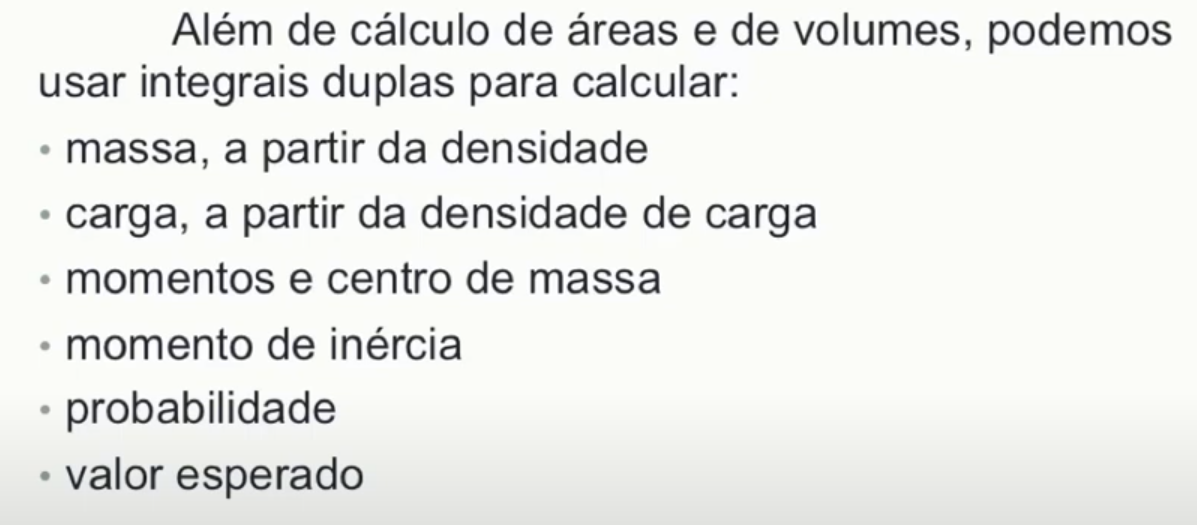 Além de cálculo de áreas e de volumes, podemos
usar integrais duplas para calcular:
• massa, a partir da densidade
• carga, a partir da densidade de carga
• momentos e centro de massa
• momento de inércia
• probabilidade
• valor esperado